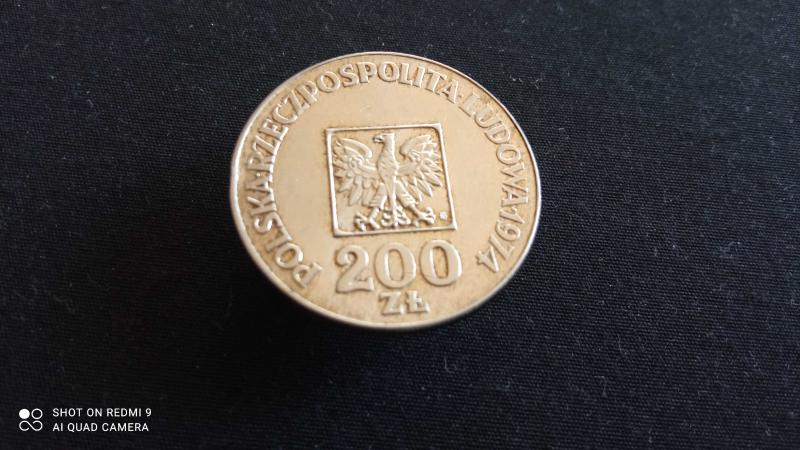 POLSKA·RZECZPOSPOLITA·LUDOWA·1974
200
ZŁ
SHOT ON REDMI 9
AI QUAD CAMERA